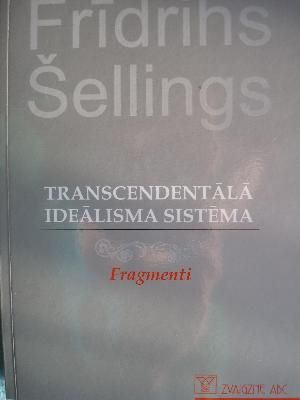 Frīdrihs
Šellings
TRANSCENDENTĀLĀ
IDEĀLISMA SISTĒMA
Fragmenti
ZVAIGZNE ABC